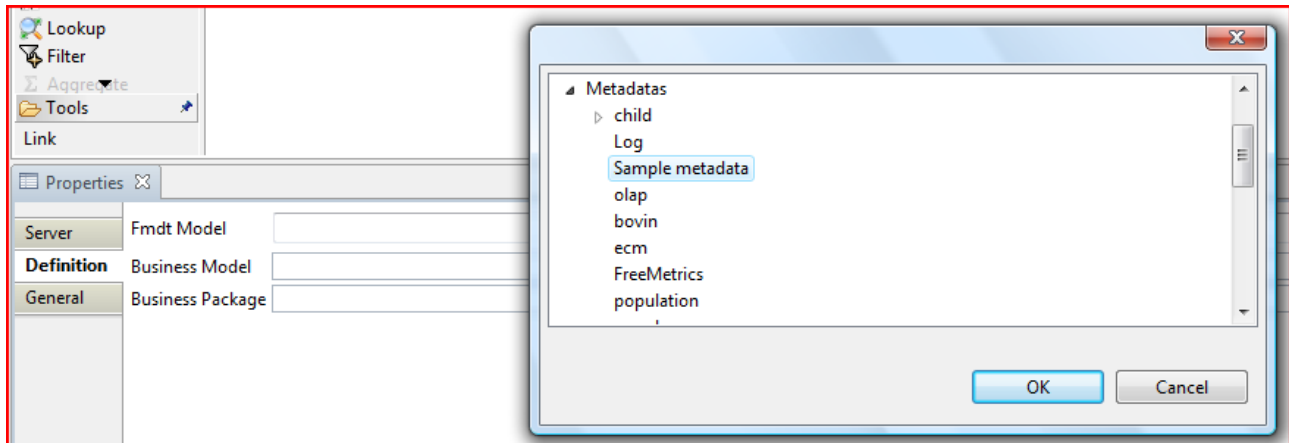 Lookup
Filter
Σ Aggregate
Tools
Link
Properties
Server
Definition
General
Fmdt Model
Business Model
Business Package
Metadatas
child
Log
Sample metadata
olap
bovin
ecm
FreeMetrics
population
OK
Cancel